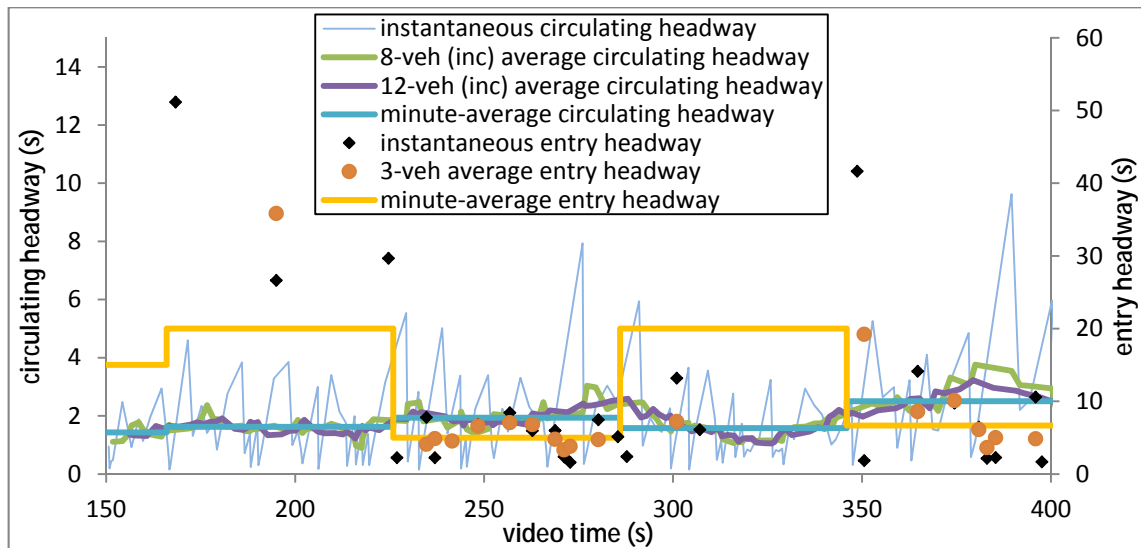 instantaneous circulating headway
8-veh (inc) average circulating headway
12-veh (inc) average circulating headway
minute-average circulating headway
instantaneous entry headway
3-veh average entry headway
minute-average entry headway
circulating headway (s)
14
12
10
8
6
4
2
0
60
50
40
30
20
10
0
entry headway (s)
150
200
250
300
350
400
video time (s)